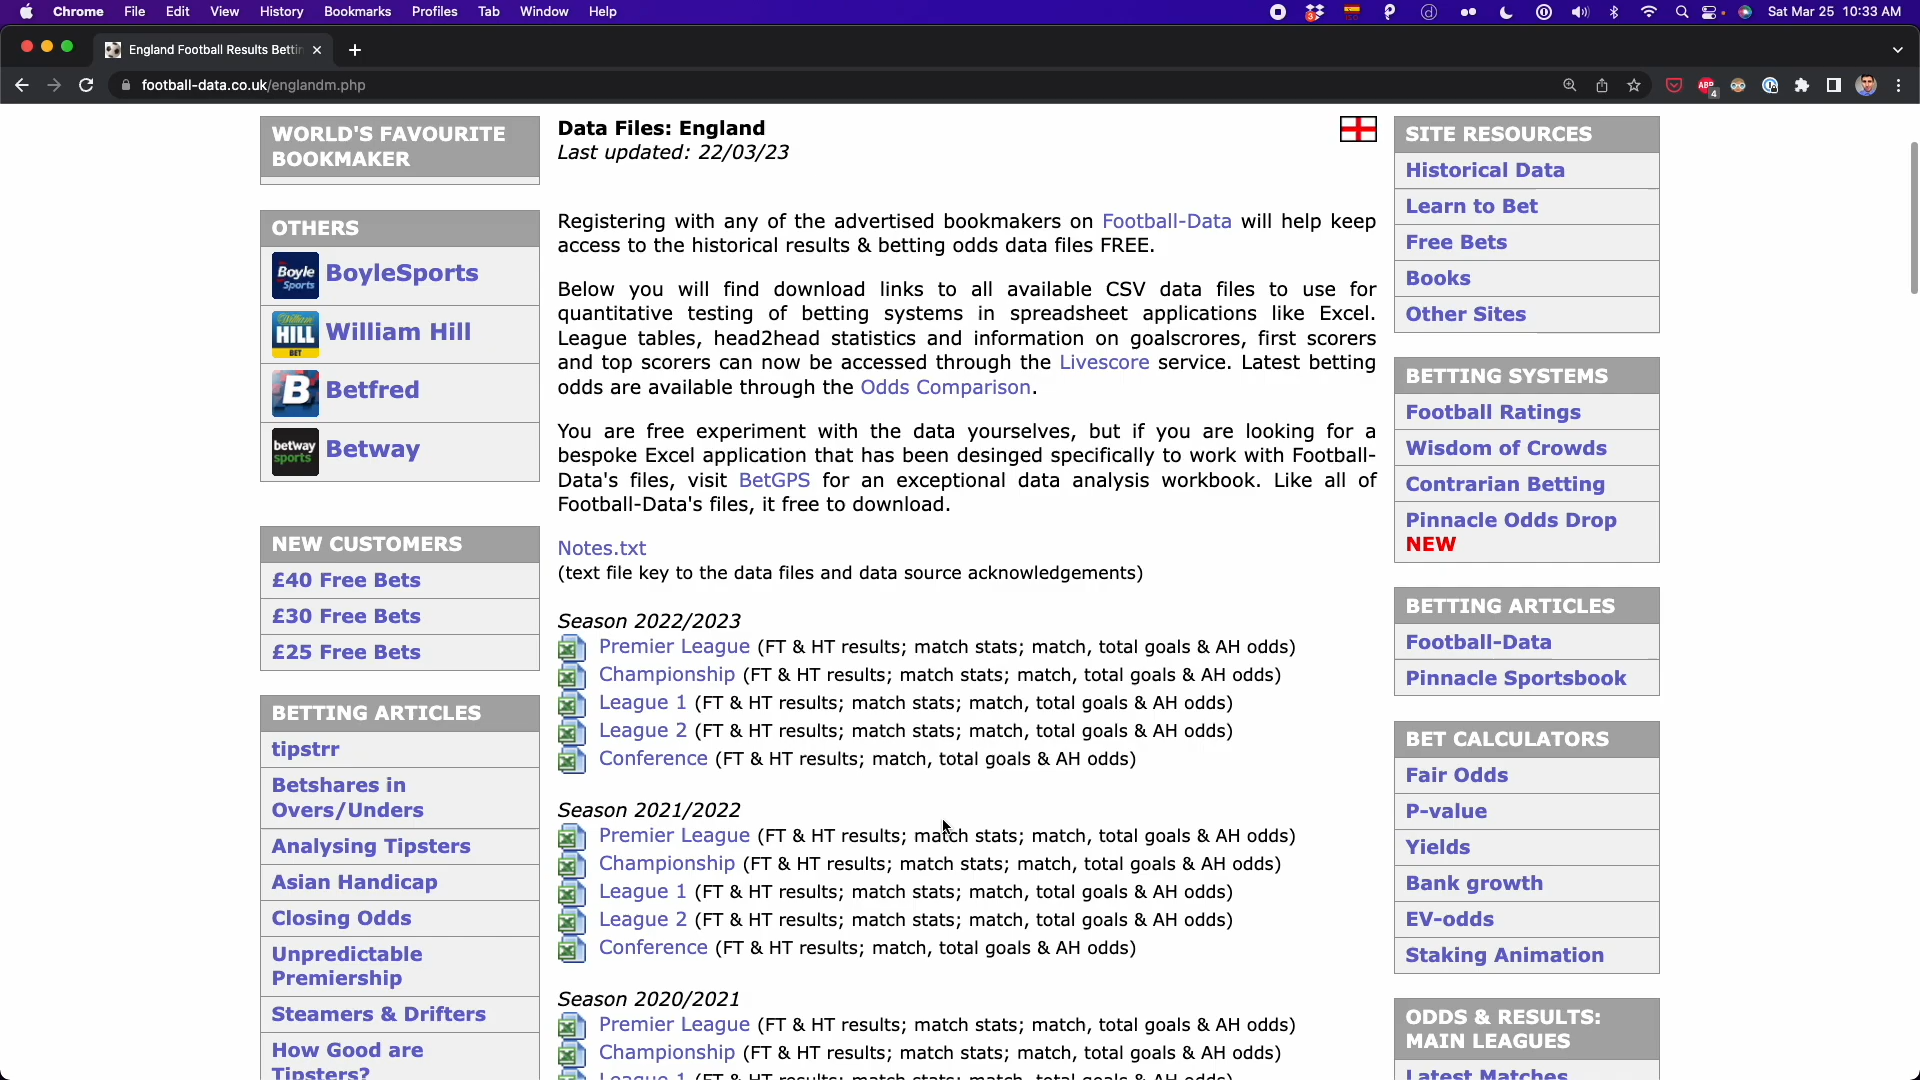 Chrome File Edit View History Bookmarks Profiles Tab Window Help
Sat Mar 25 10:33 AM
England Football Results Bettin
football-data.co.uk/englandm.php
WORLD'S FAVOURITE
BOOKMAKER
OTHERS
Boyle
Sports
BoyleSports
William
HILL
BET
William Hill
B
Betfred
betway
sports
Betway
NEW CUSTOMERS
£40 Free Bets
£30 Free Bets
£25 Free Bets
BETTING ARTICLES
tipstrr
Betshares in
Overs/Unders
Analysing Tipsters
Asian Handicap
Closing Odds
Unpredictable
Premiership
Steamers & Drifters
How Good are
Tipsters?
Data Files: England
Last updated: 22/03/23
Registering with any of the advertised bookmakers on Football-Data will help keep
access to the historical results & betting odds data files FREE.
Below you will find download links to all available CSV data files to use for
quantitative testing of betting systems in spreadsheet applications like Excel.
League tables, head2head statistics and information on goalscrores, first scorers
and top scorers can now be accessed through the Livescore service. Latest betting
odds are available through the Odds Comparison.
You are free experiment with the data yourselves, but if you are looking for a
bespoke Excel application that has been desinged specifically to work with Football-
Data's files, visit BetGPS for an exceptional data analysis workbook. Like all of
Football-Data's files, it free to download.
Notes.txt
(text file key to the data files and data source acknowledgements)
Season 2022/2023
Premier League (FT & HT results; match stats; match, total goals & AH odds)
Championship (FT & HT results; match stats; match, total goals & AH odds)
League 1 (FT & HT results; match stats; match, total goals & AH odds)
League 2 (FT & HT results; match stats; match, total goals & AH odds)
Conference (FT & HT results; match, total goals & AH odds)
Season 2021/2022
Premier League (FT & HT results; match stats; match, total goals & AH odds)
Championship (FT & HT results; match stats; match, total goals & AH odds)
League 1 (FT & HT results; match stats; match, total goals & AH odds)
League 2 (FT & HT results; match stats; match, total goals & AH odds)
Conference (FT & HT results; match, total goals & AH odds)
Season 2020/2021
Premier League (FT & HT results; match stats; match, total goals & AH odds)
Championship (FT & HT results; match stats; match, total goals & AH odds)
League 1 (FT & HT results; match stats; match, total goals & AH odds)
SITE RESOURCES
Historical Data
Learn to Bet
Free Bets
Books
Other Sites
BETTING SYSTEMS
Football Ratings
Wisdom of Crowds
Contrarian Betting
Pinnacle Odds Drop
NEW
BETTING ARTICLES
Football-Data
Pinnacle Sportsbook
BET CALCULATORS
Fair Odds
P-value
Yields
Bank growth
EV-odds
Staking Animation
ODDS & RESULTS:
MAIN LEAGUES
Latest Matches